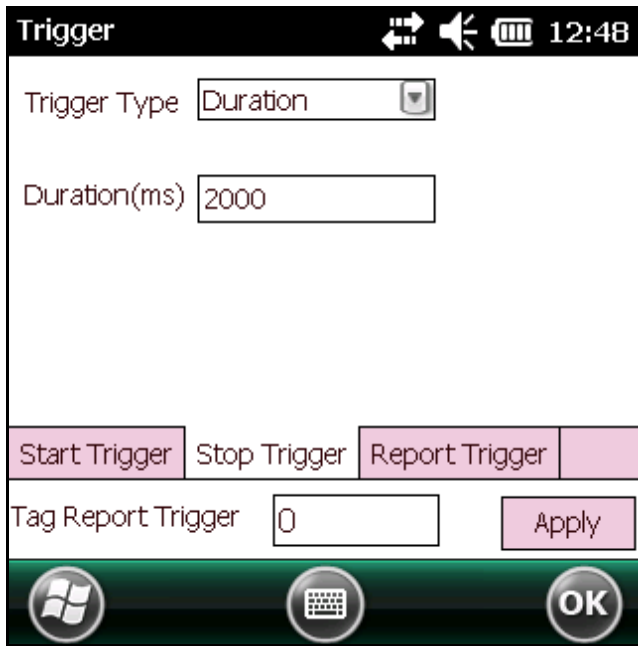 Trigger 12:48
Trigger Type Duration
Duration(ms) 2000
Start Trigger Stop Trigger Report Trigger
Tag Report Trigger 0 Apply
OK